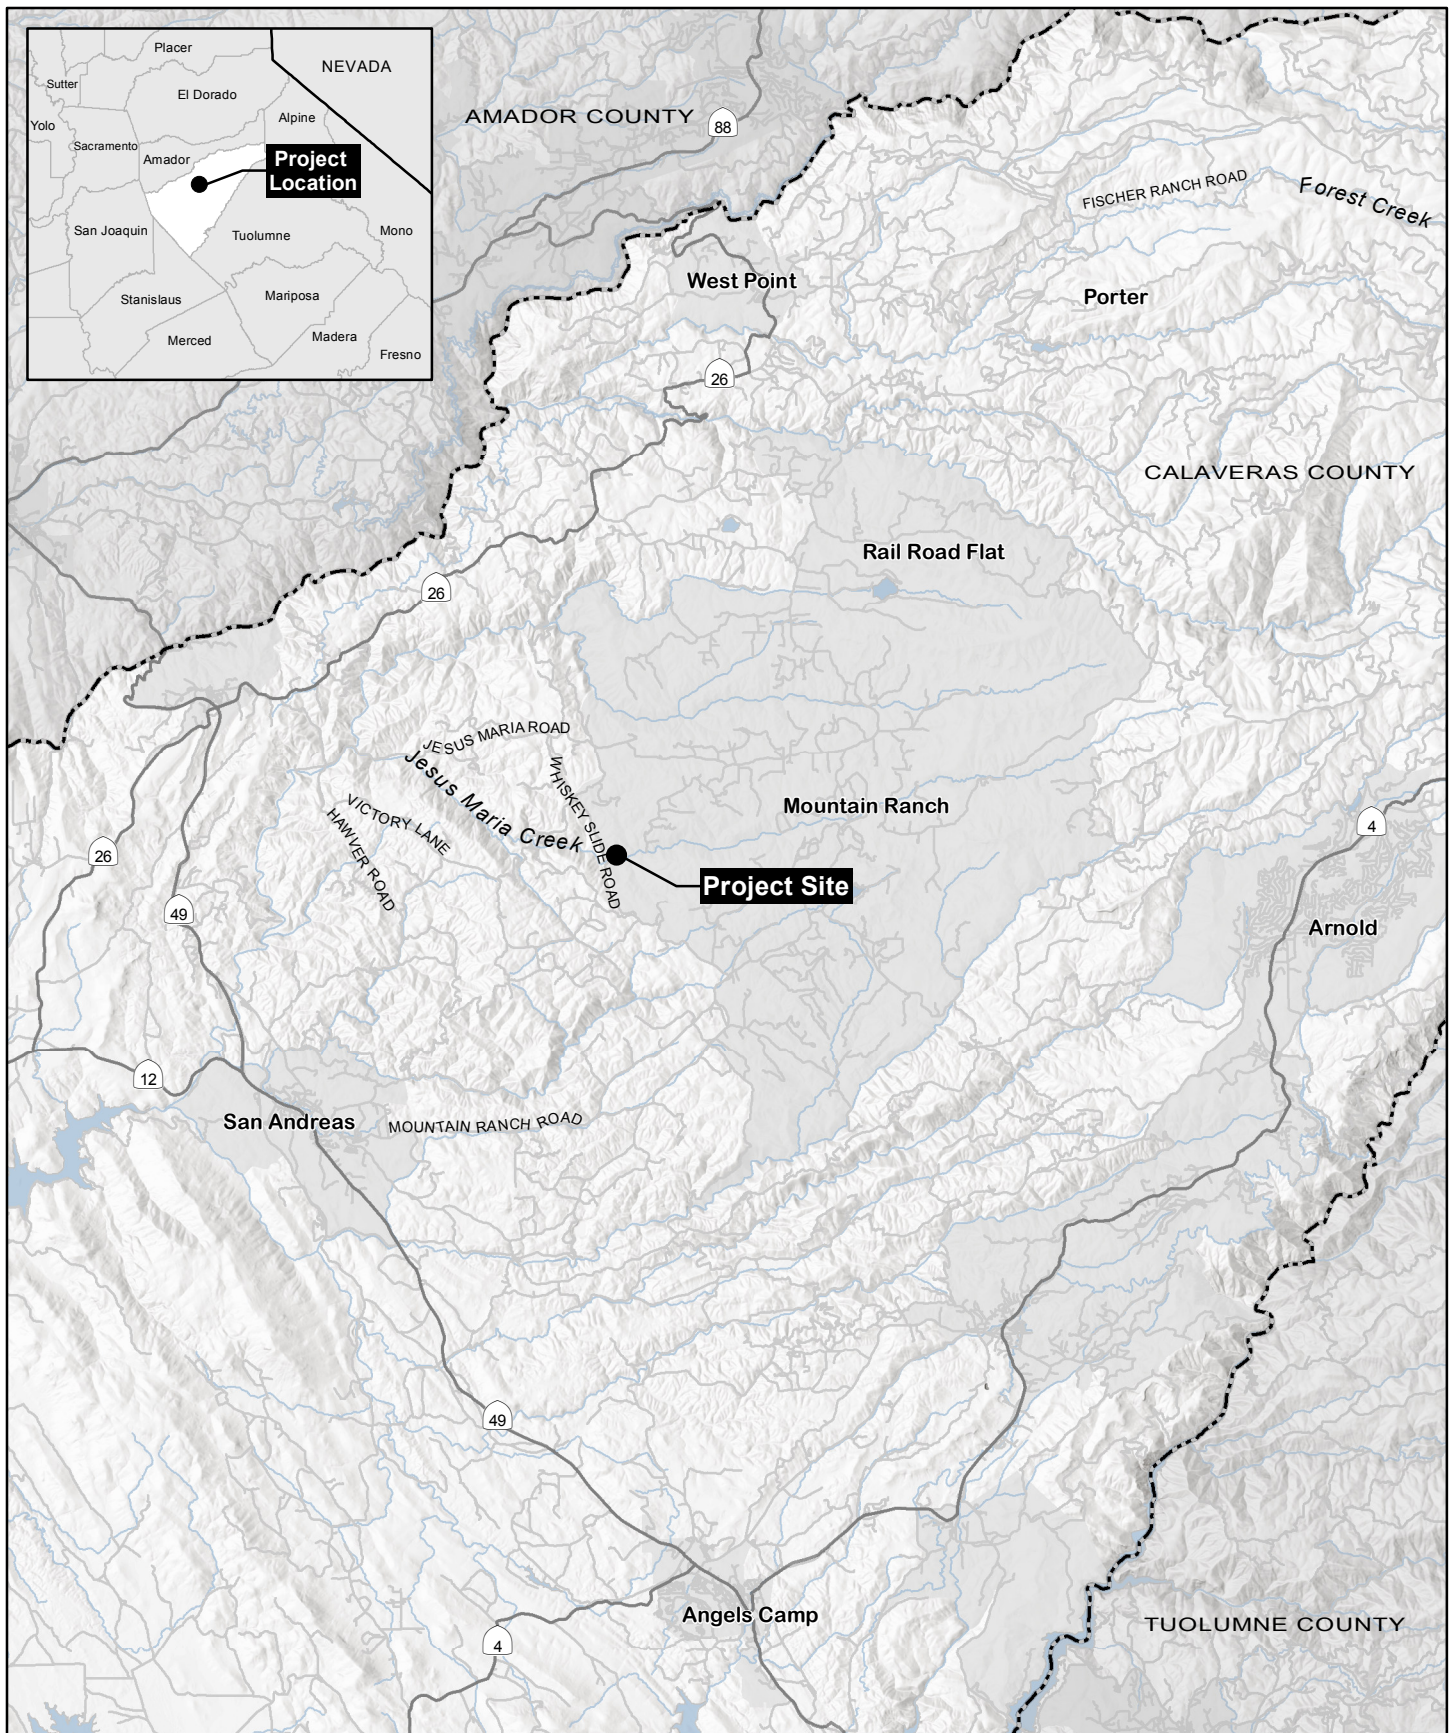 Placer
NEVADA
Sutter
El Dorado
Alpine
Yolo
Sacramento
Amador
Project
Location
San Joaquin
Tuolumne
Mono
Stanislaus
Mariposa
Merced
Madera
Fresno
AMADOR COUNTY
88
FISCHER RANCH ROAD
Forest Creek
West Point
Porter
26
CALAVERAS COUNTY
Rail Road Flat
26
JESUS MARIA ROAD
Jesus Maria Creek
WHISKEY SLIDE ROAD
VICTORY LANE
HAWVER ROAD
Mountain Ranch
4
26
Project Site
49
Arnold
12
San Andreas
MOUNTAIN RANCH ROAD
49
Angels Camp
TUOLUMNE COUNTY
4